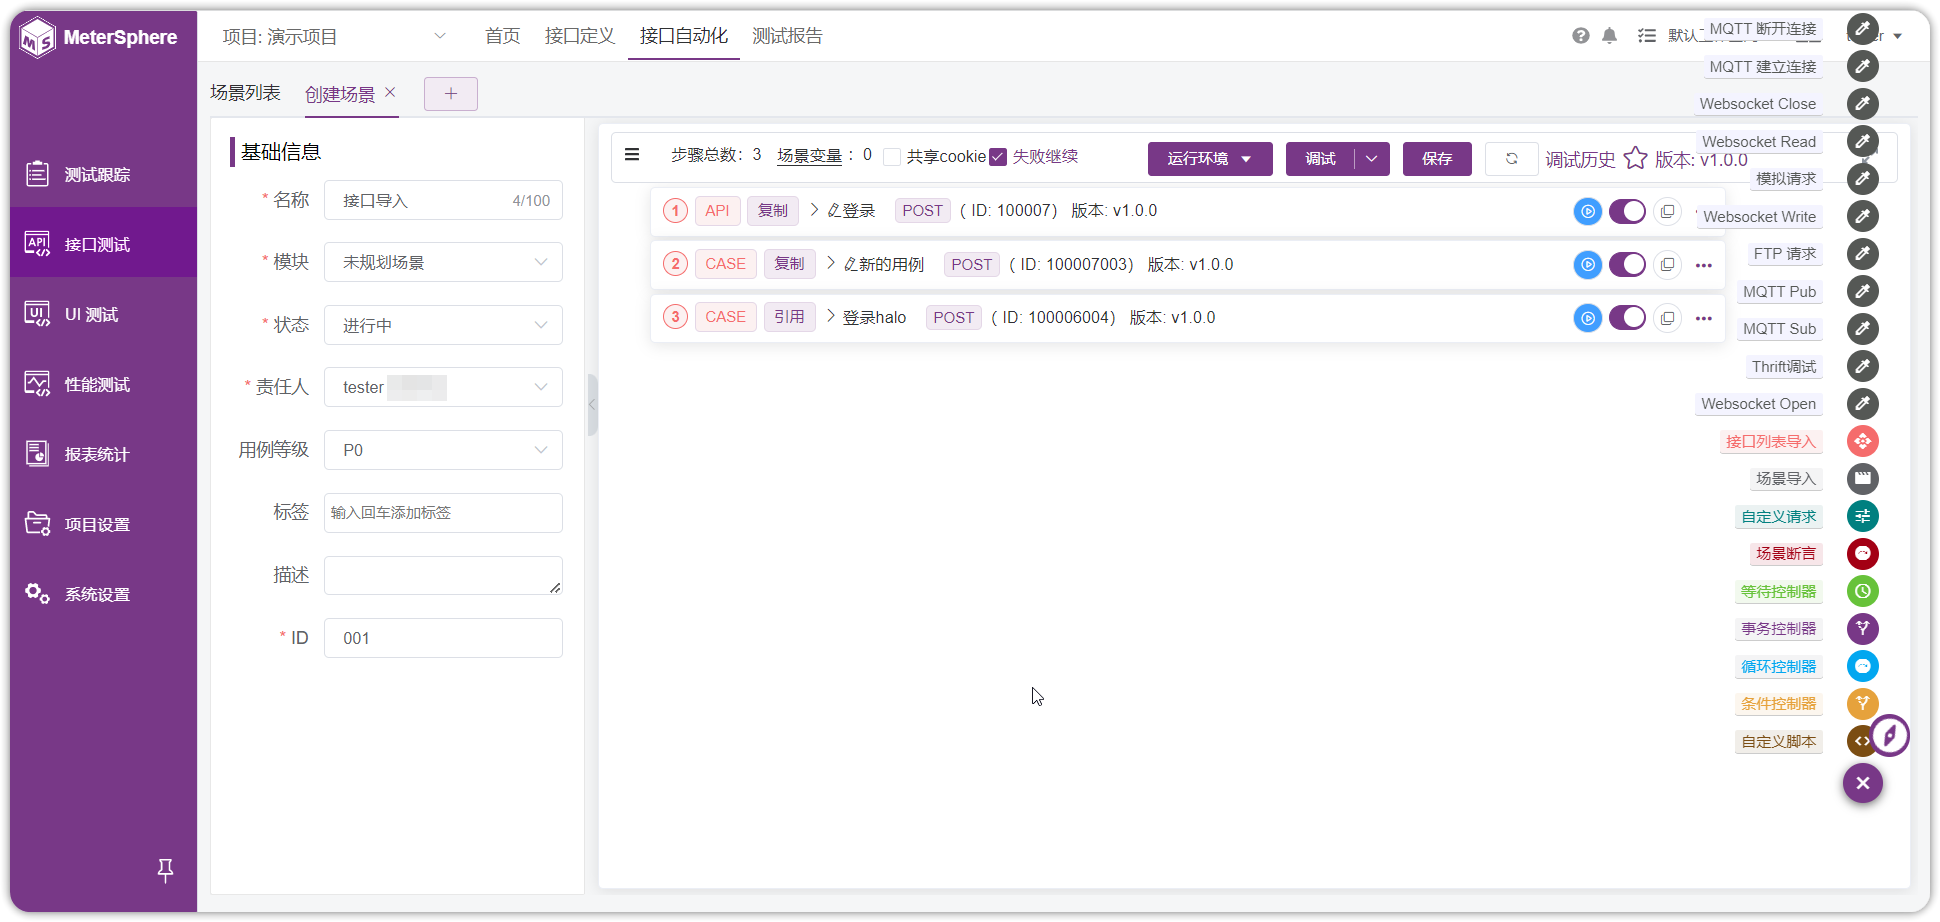 MeterSphere
项目: 演示项目
首页
接口定义
接口自动化
测试报告
测试跟踪
接口测试
UI 测试
性能测试
报表统计
项目设置
系统设置
场景列表
创建场景
+
基础信息
* 名称 接口导入 4/100
* 模块 未规划场景
* 状态 进行中
* 责任人 tester
用例等级 P0
标签 输入回车添加标签
描述
* ID 001
步骤总数: 3 场景变量 : 0 共享cookie 失败继续 运行环境 调试 保存 调试历史 版本: v1.0.0
1 API 复制 登录 POST ( ID: 100007) 版本: v1.0.0
2 CASE 复制 新的用例 POST ( ID: 100007003) 版本: v1.0.0
3 CASE 引用 登录halo POST ( ID: 100006004) 版本: v1.0.0
MQTT 断开连接
MQTT 建立连接
Websocket Close
Websocket Read
模拟请求
Websocket Write
FTP 请求
MQTT Pub
MQTT Sub
Thrift调试
Websocket Open
接口列表导入
场景导入
自定义请求
场景断言
等待控制器
事务控制器
循环控制器
条件控制器
自定义脚本